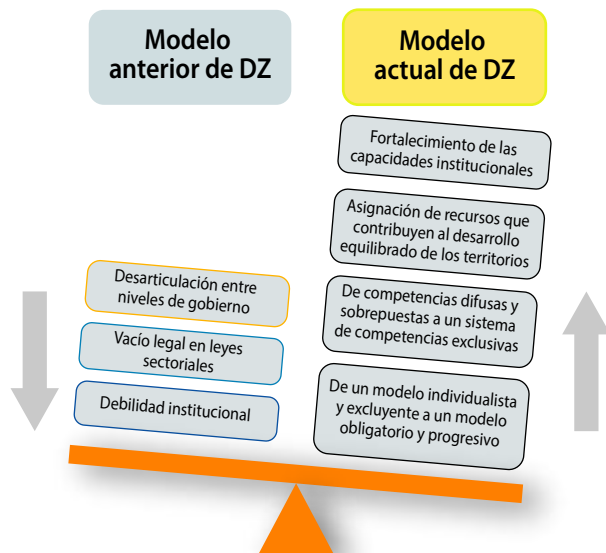 Modelo
anterior de DZ
Modelo
actual de DZ
Desarticulación entre
niveles de gobierno
Vacío legal en leyes
sectoriales
Debilidad institucional
Fortalecimiento de las
capacidades institucionales
Asignación de recursos que
contribuyen al desarrollo
equilibrado de los territorios
De competencias difusas y
sobrepuestas a un sistema
de competencias exclusivas
De un modelo individualista
y excluyente a un modelo
obligatorio y progresivo